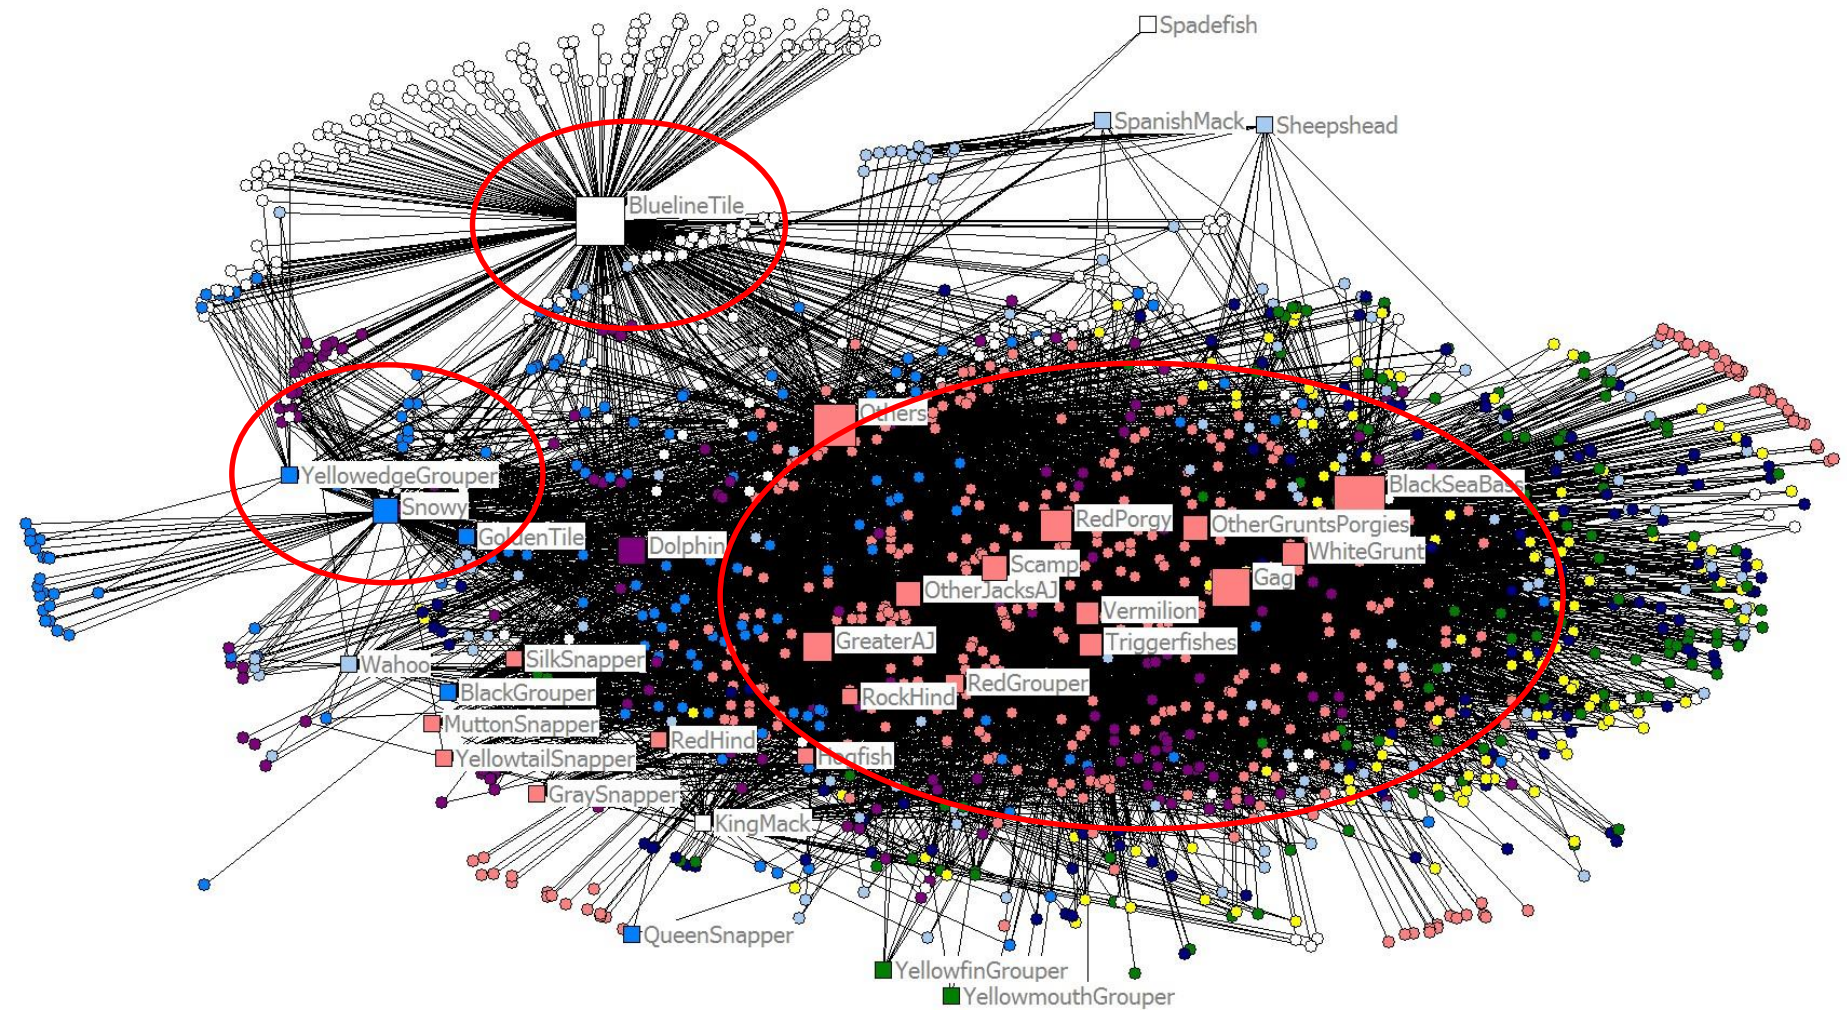 Spadefish
SpanishMack
Sheepshead
BluelineTile
Others
YellowedgeGrouper
BlackSeaBass
Snowy
RedPorgy
OtherGruntsPorgies
GoldenTile
Dolphin
WhiteGrunt
Scamp
Gag
OtherJacksAJ
Vermilion
GreaterAJ
Triggerfishes
SilkSnapper
Wahoo
RedGrouper
BlackGrouper
RockHind
MuttonSnapper
RedHind
YellowtailSnapper
Hogfish
GraySnapper
KingMack
QueenSnapper
YellowfinGrouper
YellowmouthGrouper